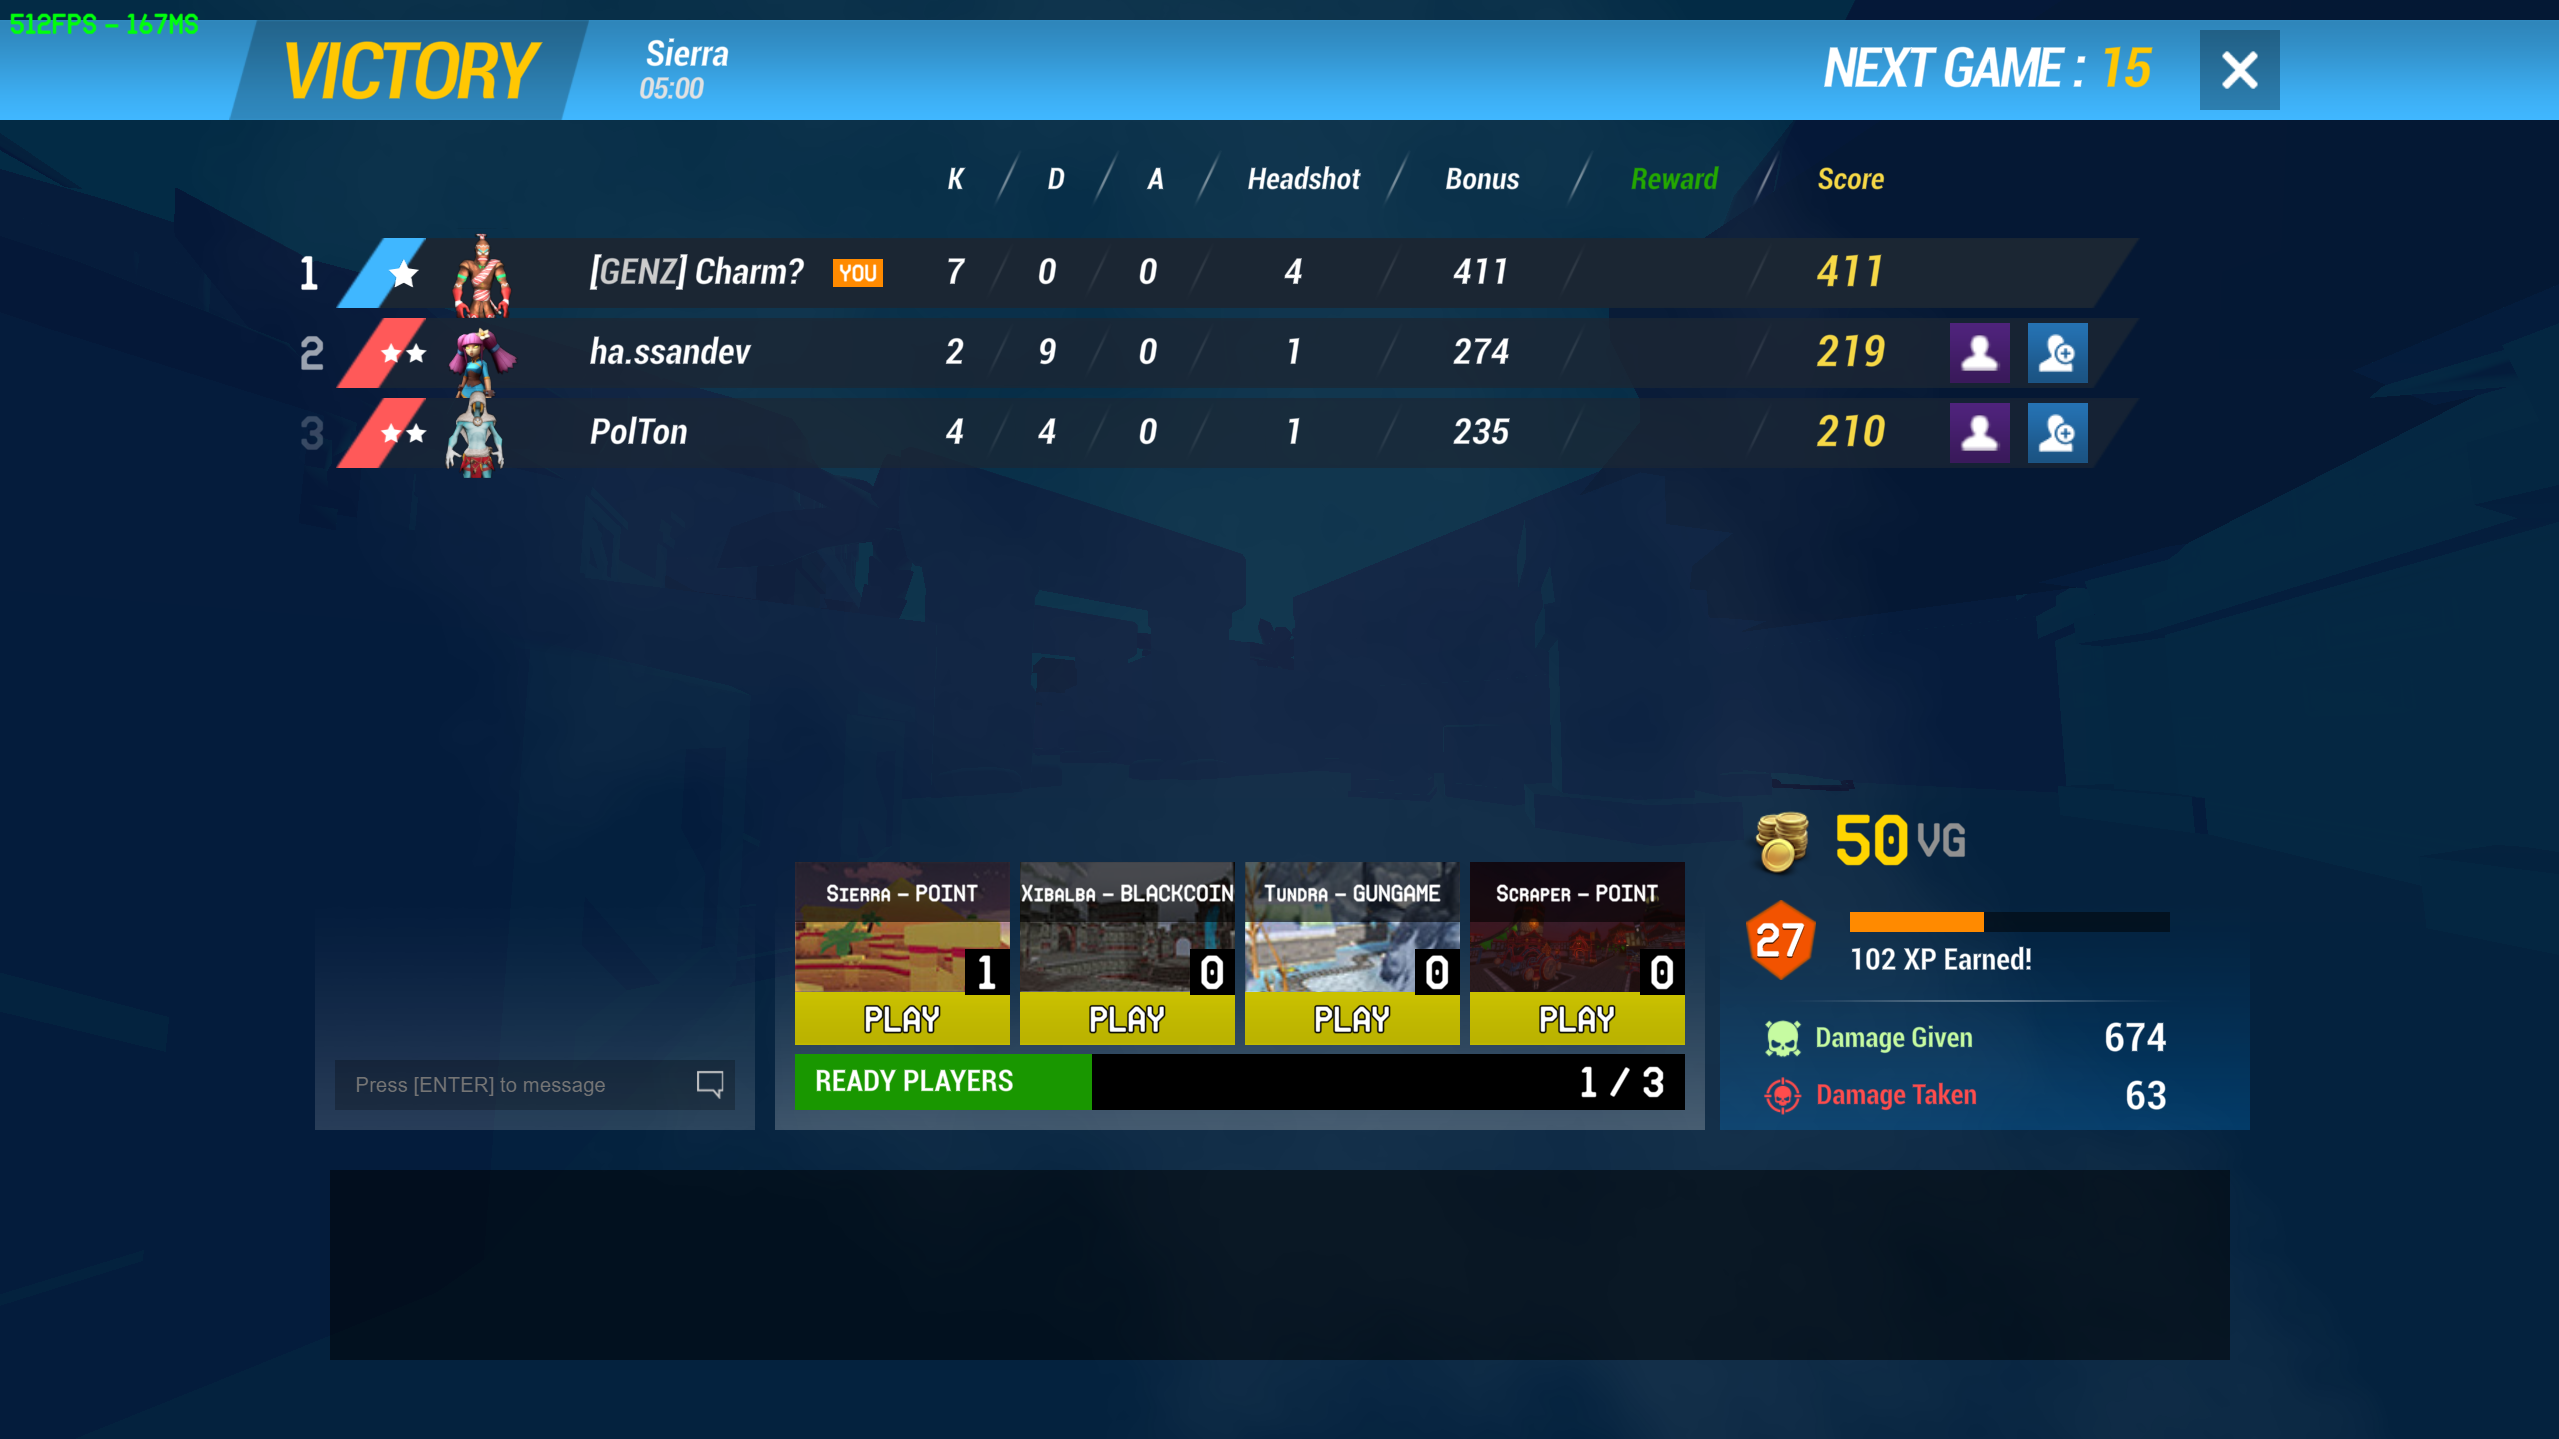 512FPS - 167MS
VICTORY
Sierra
05:00
NEXT GAME : 15
K D A Headshot Bonus Reward Score
1 [GENZ] Charm? YOU 7 0 0 4 411 411
2 ha.ssandev 2 9 0 1 274 219
3 PolTon 4 4 0 1 235 210
50 VG
SIERRA - POINT XIBALBA - BLACKCOIN TUNDRA - GUNGAME SCRAPER - POINT
1 0 0 0
PLAY PLAY PLAY PLAY
27
102 XP Earned!
Damage Given 674
Press [ENTER] to message
READY PLAYERS 1 / 3
Damage Taken 63